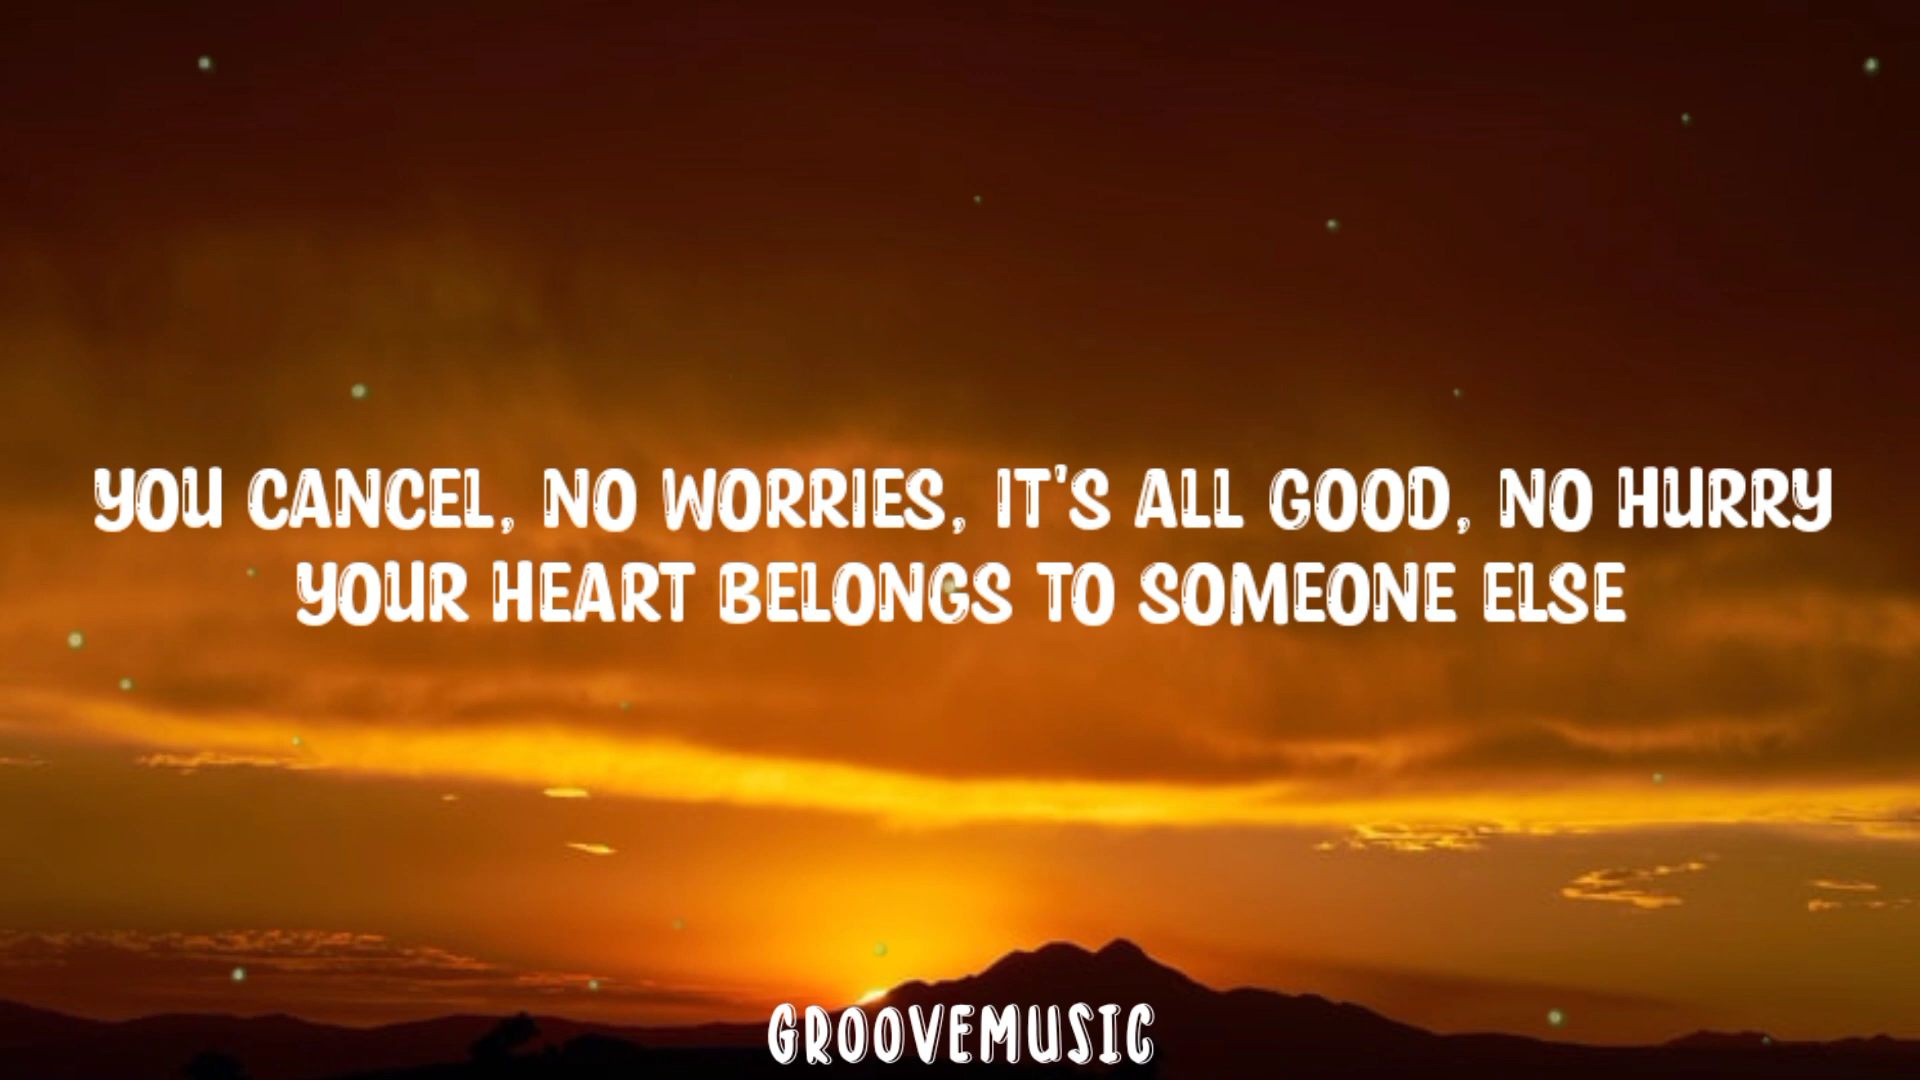 YOU CANCEL, NO WORRIES, IT'S ALL GOOD, NO HURRY
YOUR HEART BELONGS TO SOMEONE ELSE
GROOVEMUSIC